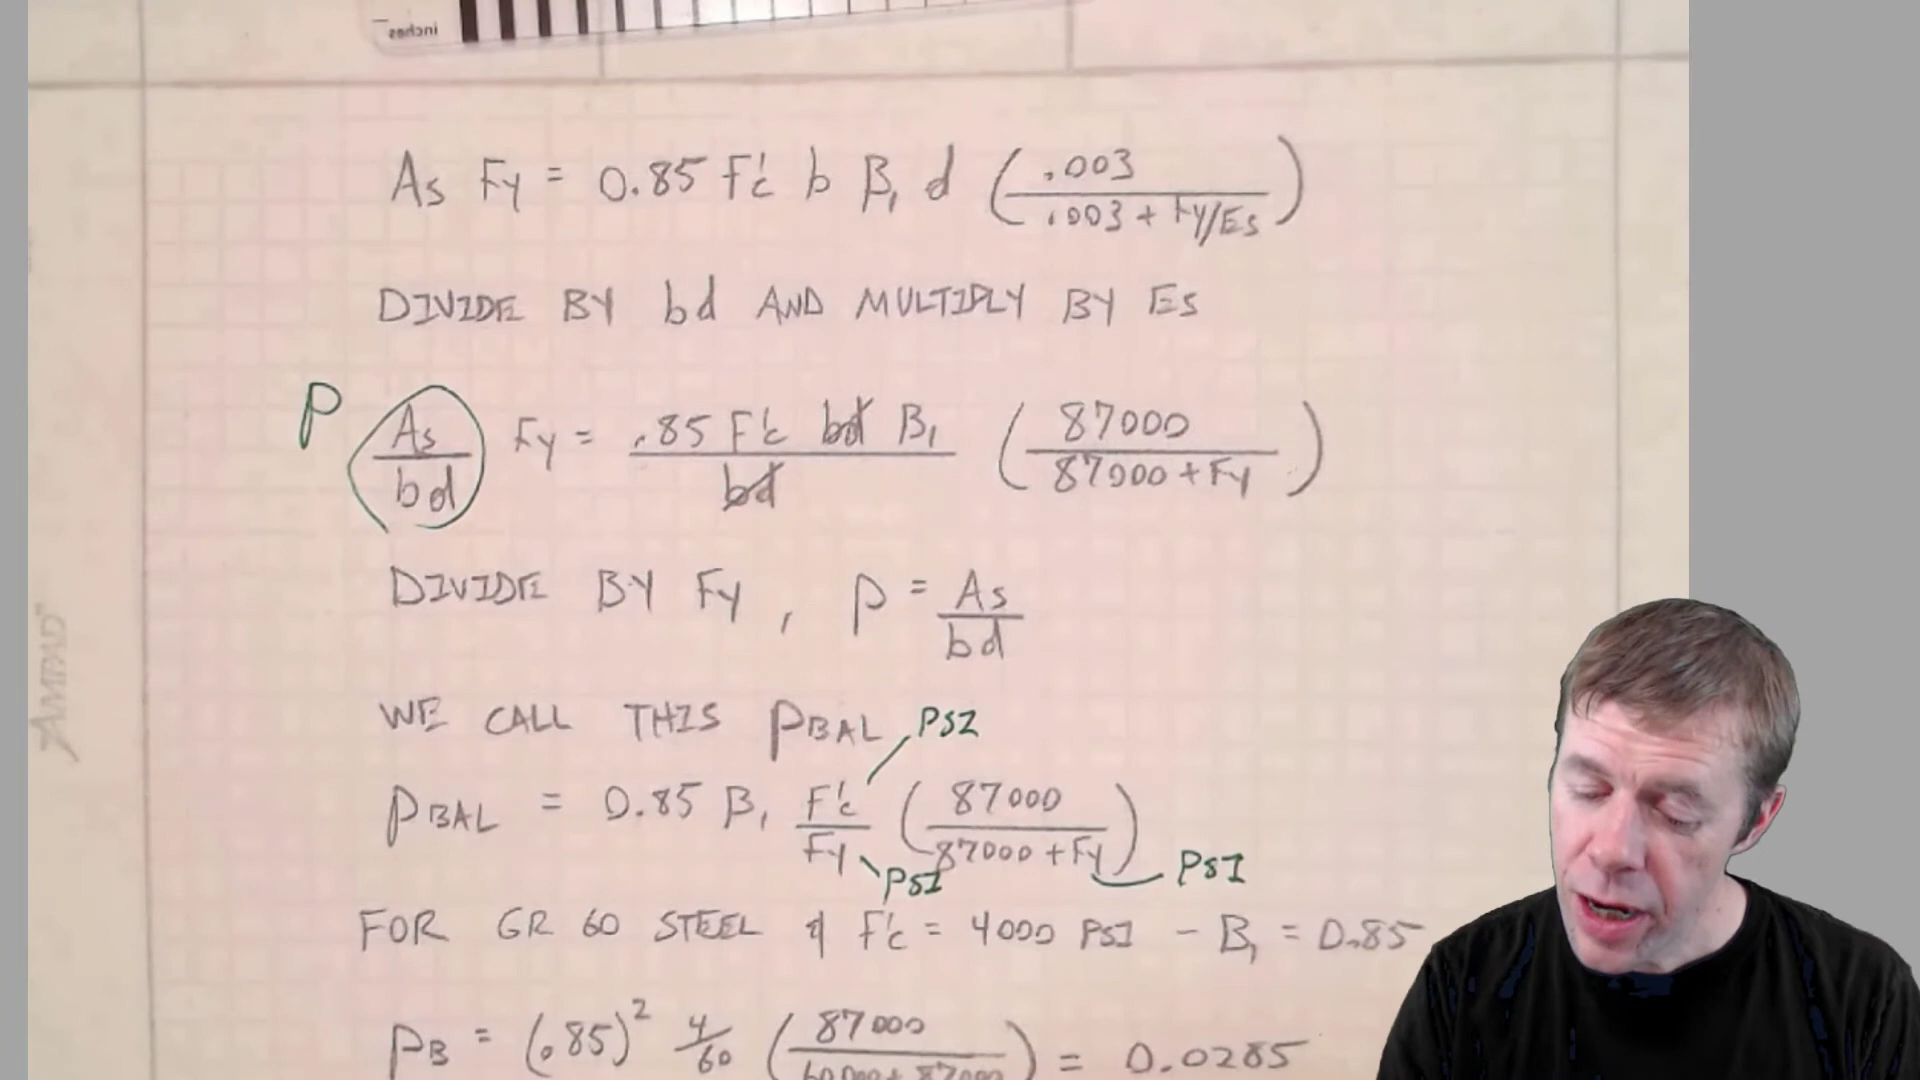 inches
As Fy = 0.85 F'c b β1 d (.003 / .003 + Fy/Es)
DIVIDE BY bd AND MULTIPLY BY Es
ρ As/bd Fy = .85 F'c bd B1 / bd (87000 / 87000 + Fy)
DIVIDE BY Fy, ρ = As/bd
WE CALL THIS ρBAL PSI
ρBAL = 0.85 β1 F'c/Fy (87000 / 87000 + Fy)
PSI PSI
FOR GR 60 STEEL & F'c = 4000 PSI - B1 = 0.85
ρB = (.85)² 4/60 (87000 / 60000 + 87000) = 0.0285
AMPAD